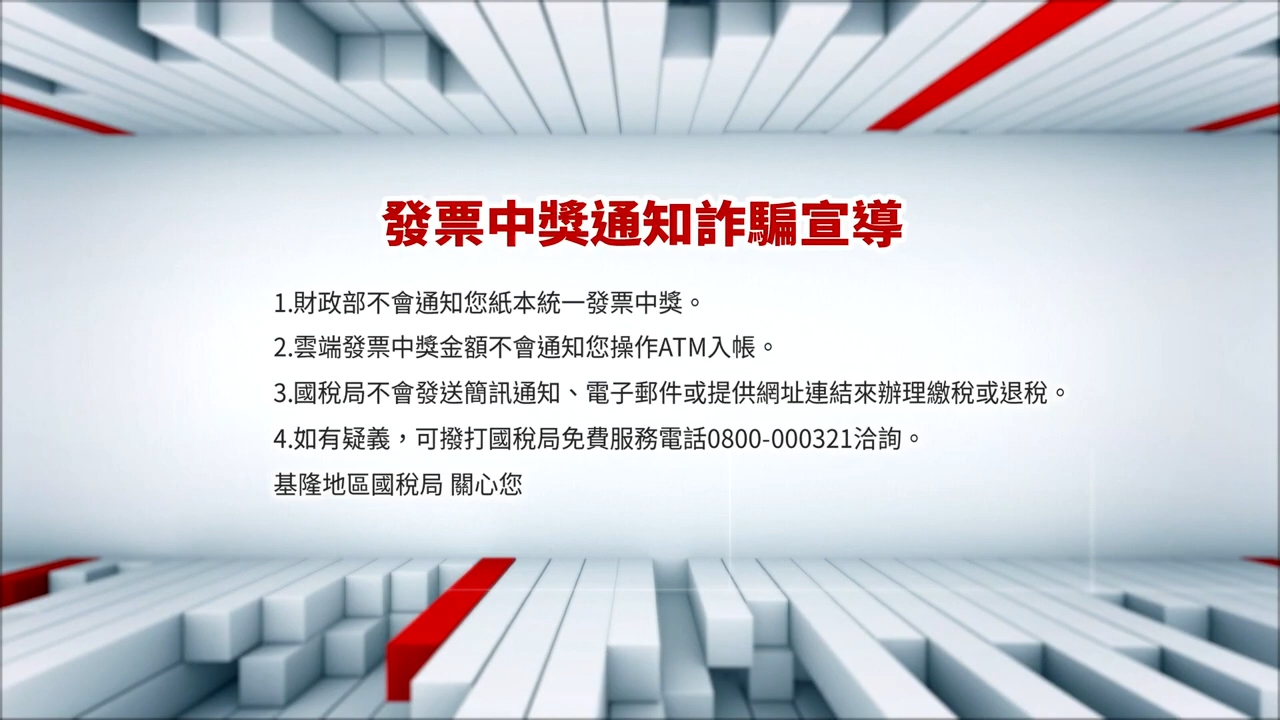 發票中獎通知詐騙宣導
1.財政部不會通知您紙本統一發票中獎。
2.雲端發票中獎金額不會通知您操作ATM入帳。
3.國稅局不會發送簡訊通知、電子郵件或提供網址連結來辦理繳稅或退稅。
4.如有疑義，可撥打國稅局免費服務電話0800-000321洽詢。
基隆地區國稅局 關心您